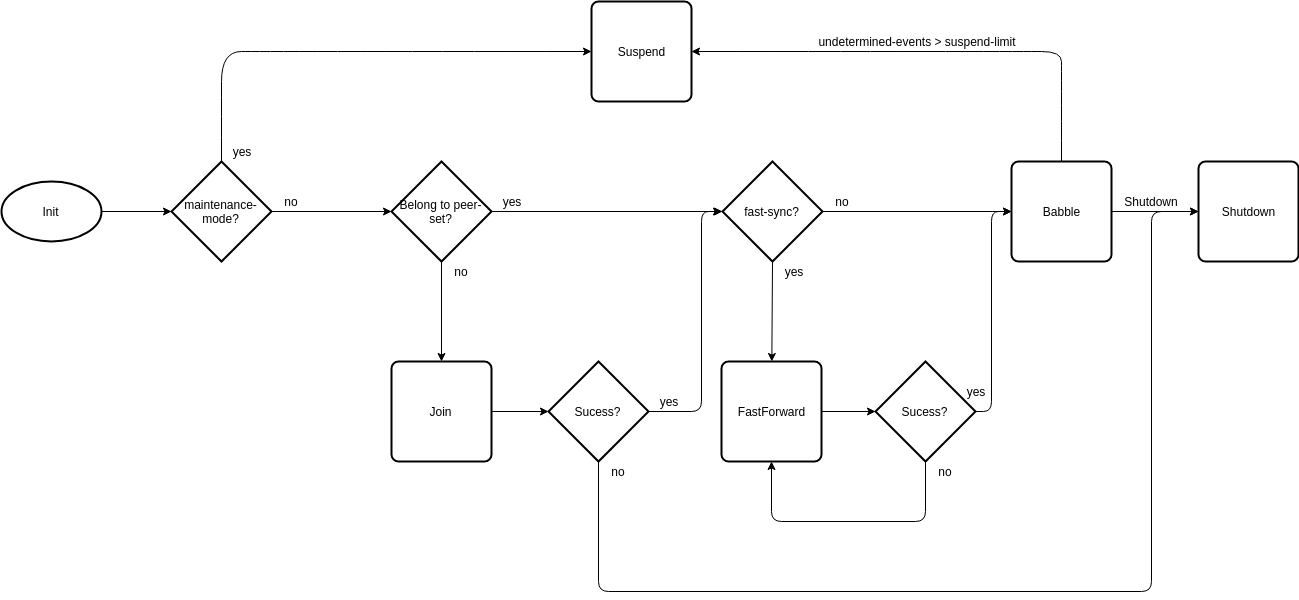 Suspend
undetermined-events > suspend-limit
yes
Init
maintenance-
mode?
no
Belong to peer-
set?
yes
fast-sync?
no
Babble
Shutdown
Shutdown
no
yes
Join
Sucess?
yes
FastForward
Sucess?
yes
no
no